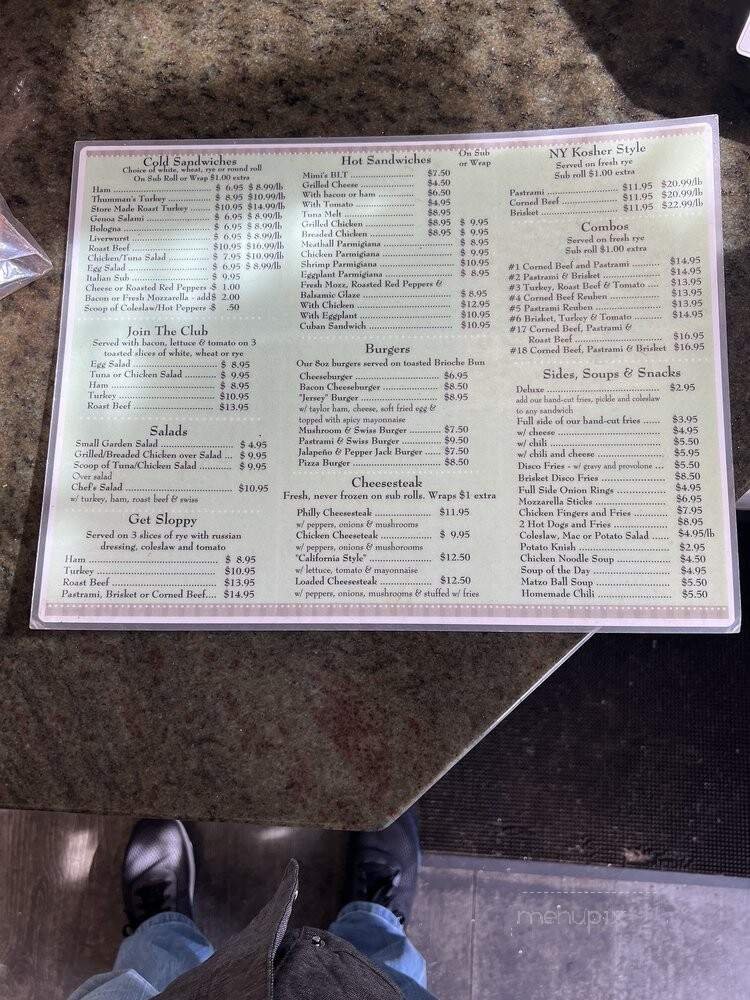 Cold Sandwiches
Choice of white, wheat, rye or round roll
On Sub Roll or Wrap $1.00 extra
Ham $ 6.95 $ 8.99/lb
Thumman's Turkey $ 8.95 $10.99/lb
Store Made Roast Turkey $10.95 $14.99/lb
Genoa Salami $ 6.95 $ 8.99/lb
Bologna $ 6.95 $ 8.99/lb
Liverwurst $ 6.95 $ 8.99/lb
Roast Beef $10.95 $16.99/lb
Chicken/Tuna Salad $ 7.95 $10.99/lb
Egg Salad $ 6.95 $ 8.99/lb
Italian Sub $ 9.95
Cheese or Roasted Red Peppers -$ 1.00
Bacon or Fresh Mozzarella - add$ 2.00
Scoop of Coleslaw/Hot Peppers -$ .50
Join The Club
Served with bacon, lettuce & tomato on 3
toasted slices of white, wheat or rye
Egg Salad $ 8.95
Tuna or Chicken Salad $ 9.95
Ham $ 8.95
Turkey $10.95
Roast Beef $13.95
Salads
Small Garden Salad $ 4.95
Grilled/Breaded Chicken over Salad ... $ 9.95
Scoop of Tuna/Chicken Salad $ 9.95
Over salad
Chef's Salad $10.95
w/ turkey, ham, roast beef & swiss
Get Sloppy
Served on 3 slices of rye with russian
dressing, coleslaw and tomato
Ham $ 8.95
Turkey $10.95
Roast Beef $13.95
Pastrami, Brisket or Corned Beef.... $14.95
Hot Sandwiches
On Sub
or Wrap
Mimi's BLT $7.50
Grilled Cheese $4.50
With bacon or ham $6.50
With Tomato $4.95
Tuna Melt $8.95
Grilled Chicken $8.95 $ 9.95
Breaded Chicken $8.95 $ 9.95
Meatball Parmigiana $ 8.95
Chicken Parmigiana $ 9.95
Shrimp Parmigiana $10.95
Eggplant Parmigiana $ 8.95
Fresh Mozz, Roasted Red Peppers &
Balsamic Glaze $ 8.95
With Chicken $12.95
With Eggplant $10.95
Cuban Sandwich $10.95
Burgers
Our 8oz burgers served on toasted Brioche Bun
Cheeseburger $6.95
Bacon Cheeseburger $8.50
"Jersey" Burger $8.95
w/ taylor ham, cheese, soft fried egg &
topped with spicy mayonnaise
Mushroom & Swiss Burger $7.50
Pastrami & Swiss Burger $9.50
Jalapeño & Pepper Jack Burger $7.50
Pizza Burger $8.50
Cheesesteak
Fresh, never frozen on sub rolls. Wraps $1 extra
Philly Cheesesteak $11.95
w/ peppers, onions & mushrooms
Chicken Cheeseteak $ 9.95
w/ peppers, onions & mushorooms
"California Style" $12.50
w/ lettuce, tomato & mayonnaise
Loaded Cheesesteak $12.50
w/ peppers, onions, mushrooms & stuffed w/ fries
NY Kosher Style
Served on fresh rye
Sub roll $1.00 extra
Pastrami $11.95 $20.99/lb
Corned Beef $11.95 $20.99/lb
Brisket $11.95 $22.99/lb
Combos
Served on fresh rye
Sub roll $1.00 extra
#1 Corned Beef and Pastrami $14.95
#2 Pastrami & Brisket $14.95
#3 Turkey, Roast Beef & Tomato .... $13.95
#4 Corned Beef Reuben $13.95
#5 Pastrami Reuben $13.95
#6 Brisket, Turkey & Tomato $14.95
#17 Corned Beef, Pastrami &
Roast Beef $16.95
#18 Corned Beef, Pastrami & Brisket $16.95
Sides, Soups & Snacks
Deluxe $2.95
add our hand-cut fries, pickle and coleslaw
to any sandwich
Full side of our hand-cut fries $3.95
w/ cheese $4.95
w/ chili $5.50
w/ chili and cheese $5.95
Disco Fries - w/ gravy and provolone ... $5.50
Brisket Disco Fries $8.50
Full Side Onion Rings $4.95
Mozzarella Sticks $6.95
Chicken Fingers and Fries $7.95
2 Hot Dogs and Fries $8.95
Coleslaw, Mac or Potato Salad $4.95/lb
Potato Knish $2.95
Chicken Noodle Soup $4.50
Soup of the Day $4.95
Matzo Ball Soup $5.50
Homemade Chili $5.50
mehupix